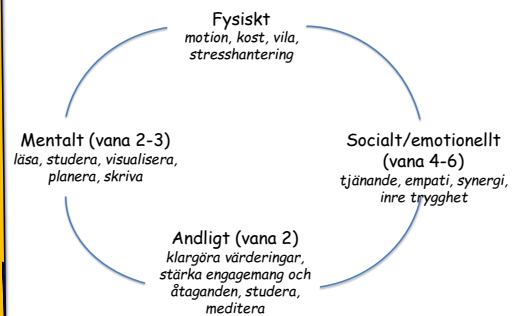 Fysiskt
motion, kost, vila,
stresshantering
Mentalt (vana 2-3)
läsa, studera, visualisera,
planera, skriva
Socialt/emotionellt
(vana 4-6)
tjänande, empati, synergi,
inre trygghet
Andligt (vana 2)
klargöra värderingar,
stärka engagemang och
åtaganden, studera,
meditera